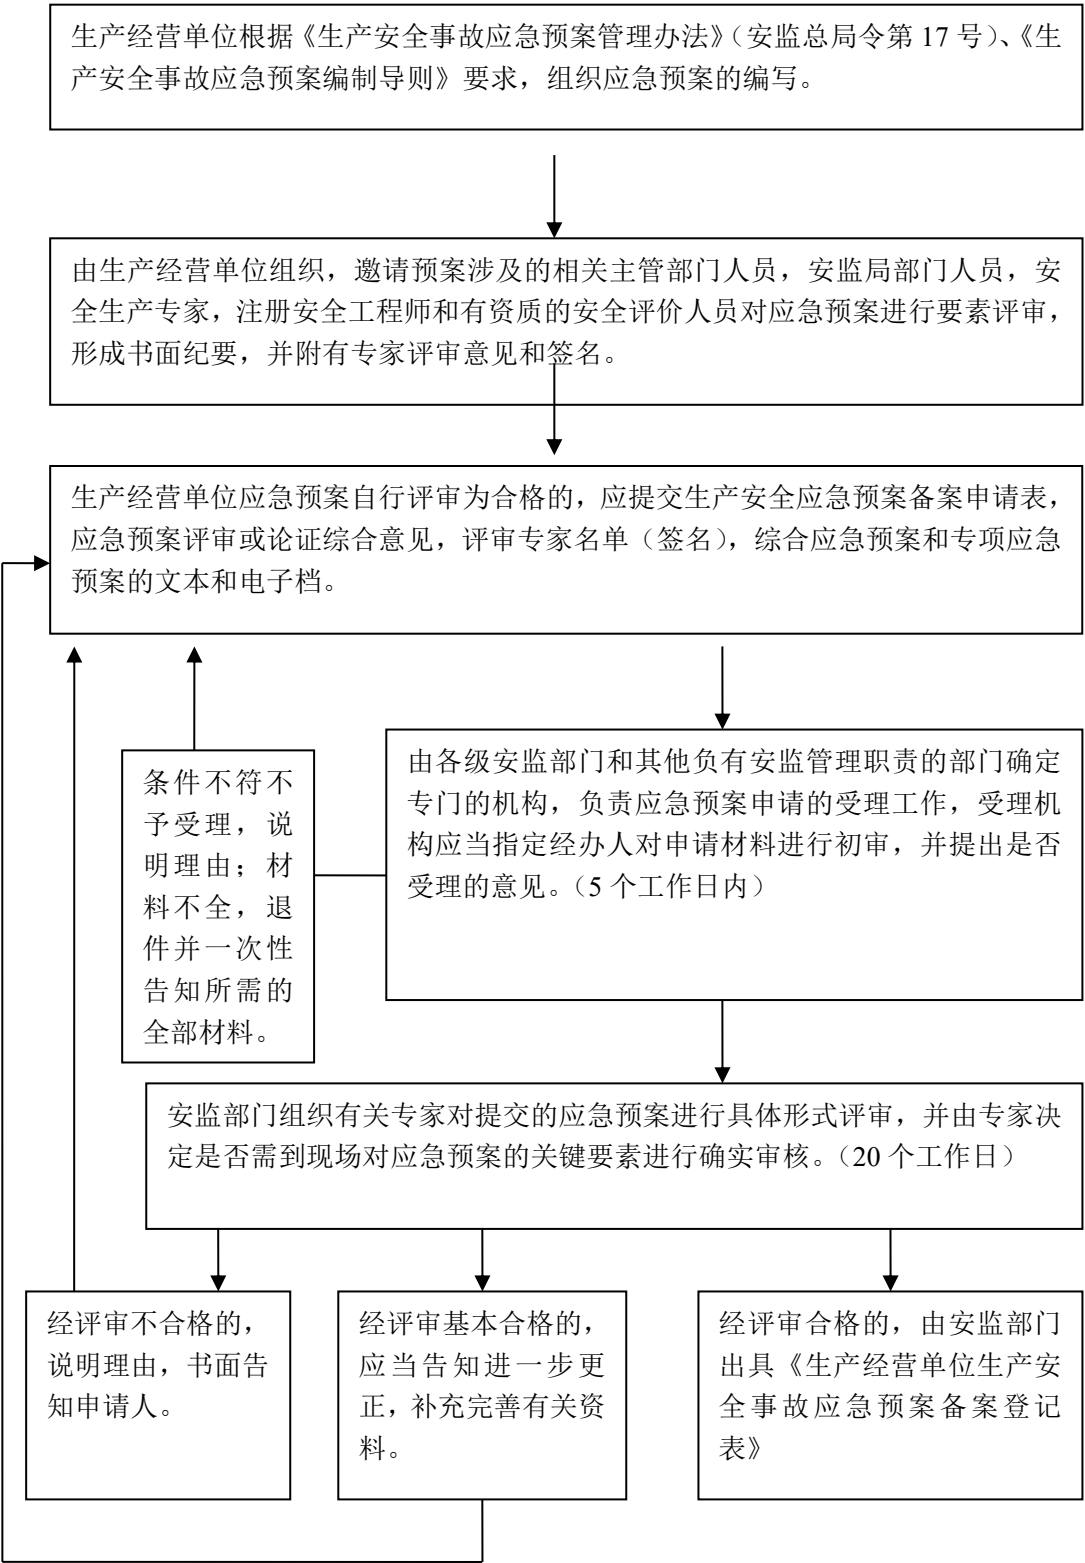 生产经营单位根据《生产安全事故应急预案管理办法》（安监总局令第 17 号）、《生
产安全事故应急预案编制导则》要求，组织应急预案的编写。
由生产经营单位组织，邀请预案涉及的相关主管部门人员，安监局部门人员，安
全生产专家，注册安全工程师和有资质的安全评价人员对应急预案进行要素评审，
形成书面纪要，并附有专家评审意见和签名。
生产经营单位应急预案自行评审为合格的，应提交生产安全应急预案备案申请表，
应急预案评审或论证综合意见，评审专家名单（签名），综合应急预案和专项应急
预案的文本和电子档。
条件不符不
予受理，说
明理由；材
料不全，退
件并一次性
告知所需的
全部材料。
由各级安监部门和其他负有安监管理职责的部门确定
专门的机构，负责应急预案申请的受理工作，受理机
构应当指定经办人对申请材料进行初审，并提出是否
受理的意见。（5 个工作日内）
安监部门组织有关专家对提交的应急预案进行具体形式评审，并由专家决
定是否需到现场对应急预案的关键要素进行确实审核。（20 个工作日）
经评审不合格的，
说明理由，书面告
知申请人。
经评审基本合格的，
应当告知进一步更
正，补充完善有关资
料。
经评审合格的，由安监部门
出具《生产经营单位生产安
全事故应急预案备案登记
表》